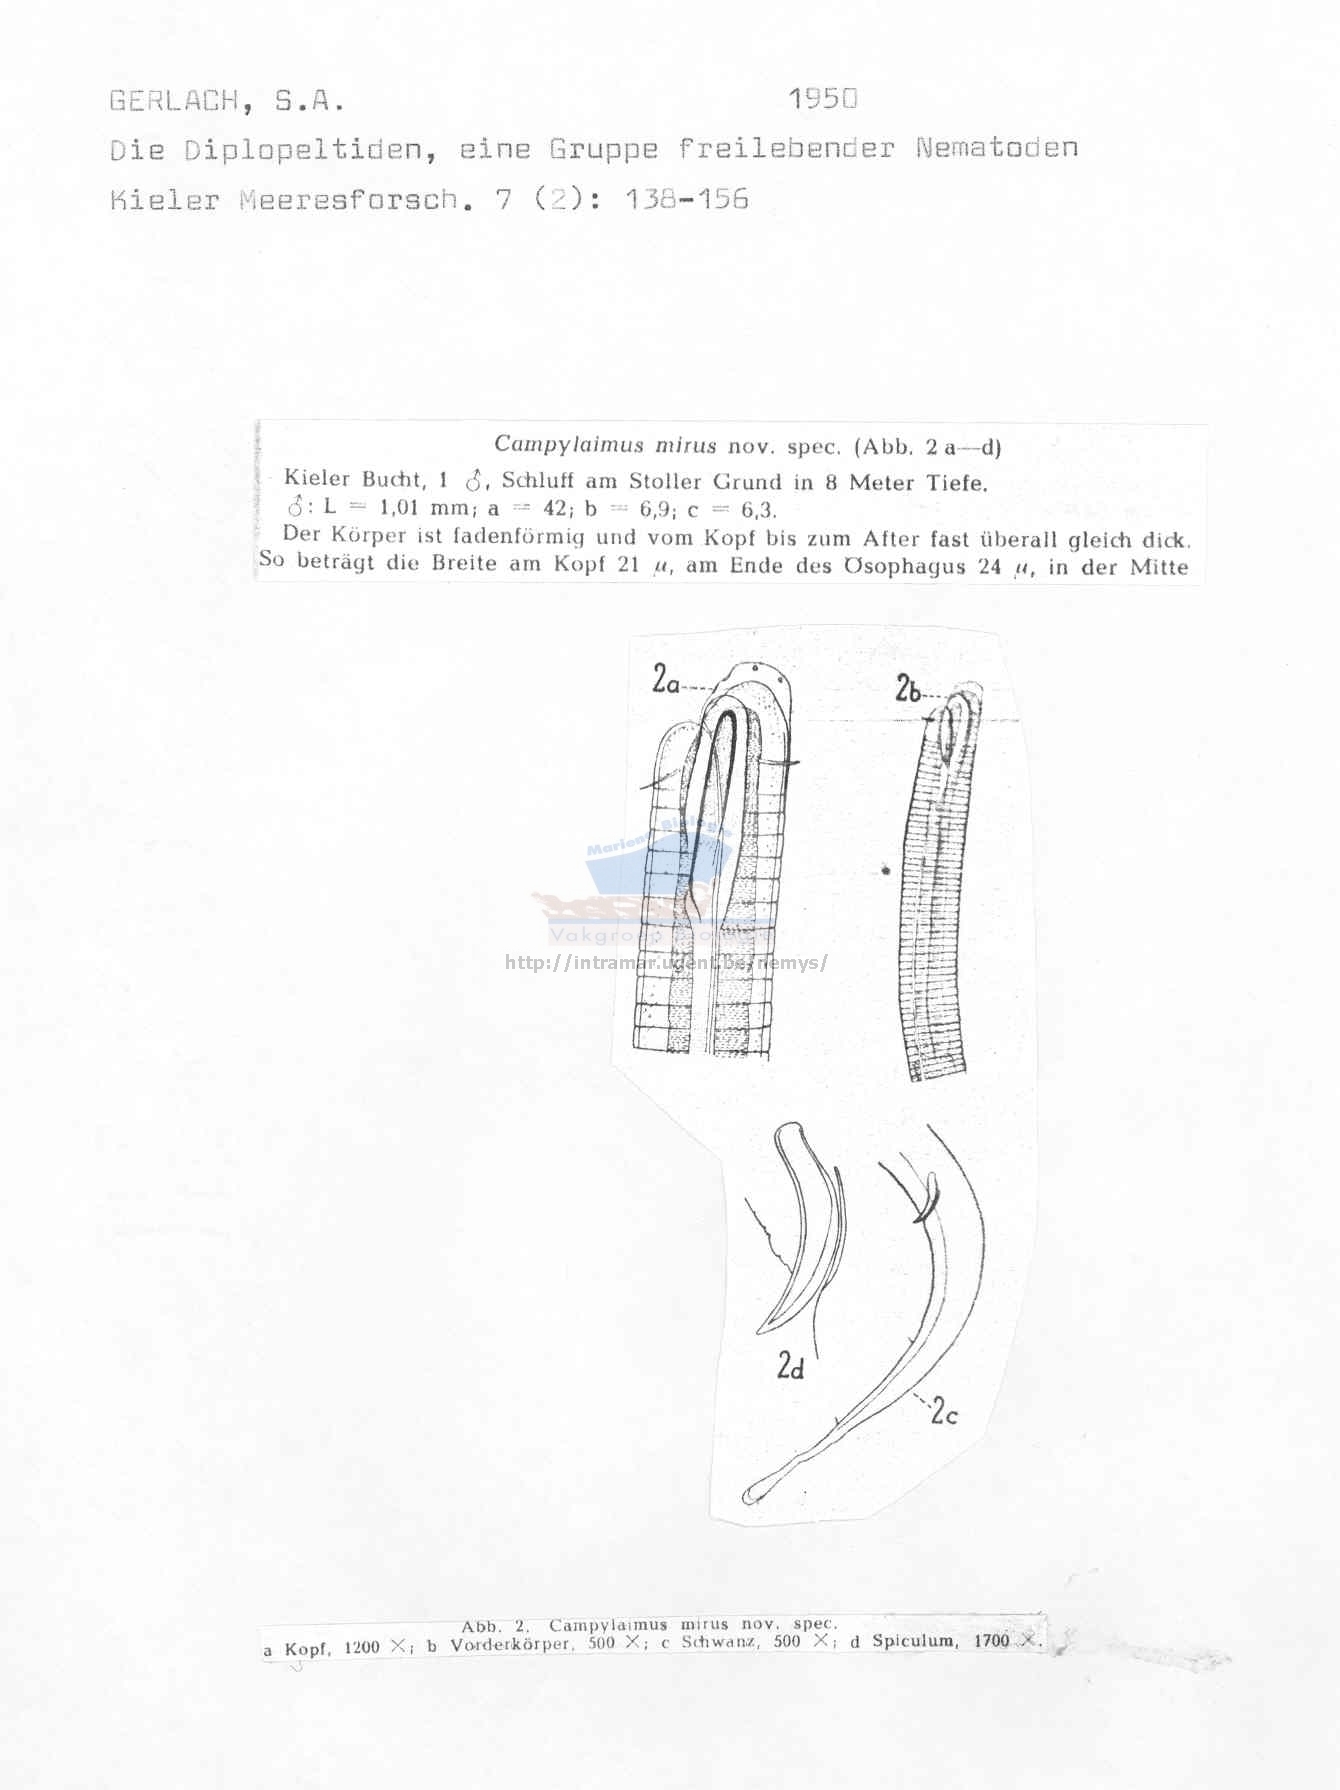 GERLACH, S.A. 1950
Die Diplopeltiden, eine Gruppe freilebender Nematoden
Kieler Meeresforsch. 7 (2): 138-156
Campylaimus mirus nov. spec. (Abb. 2 a—d)
Kieler Bucht, 1 ♂, Schluff am Stoller Grund in 8 Meter Tiefe.
♂: L = 1,01 mm; a = 42; b = 6,9; c = 6,3.
Der Körper ist fadenförmig und vom Kopf bis zum After fast überall gleich dick.
So beträgt die Breite am Kopf 21 µ, am Ende des Ösophagus 24 µ, in der Mitte
2a
2b
Mariene Biologie
Vakgroep Biologie
http://intramar.ugent.be/nemys/
2d
2c
Abb. 2. Campylaimus mirus nov. spec.
a Kopf, 1200 ×; b Vorderkörper, 500 ×; c Schwanz, 500 ×; d Spiculum, 1700 ×.